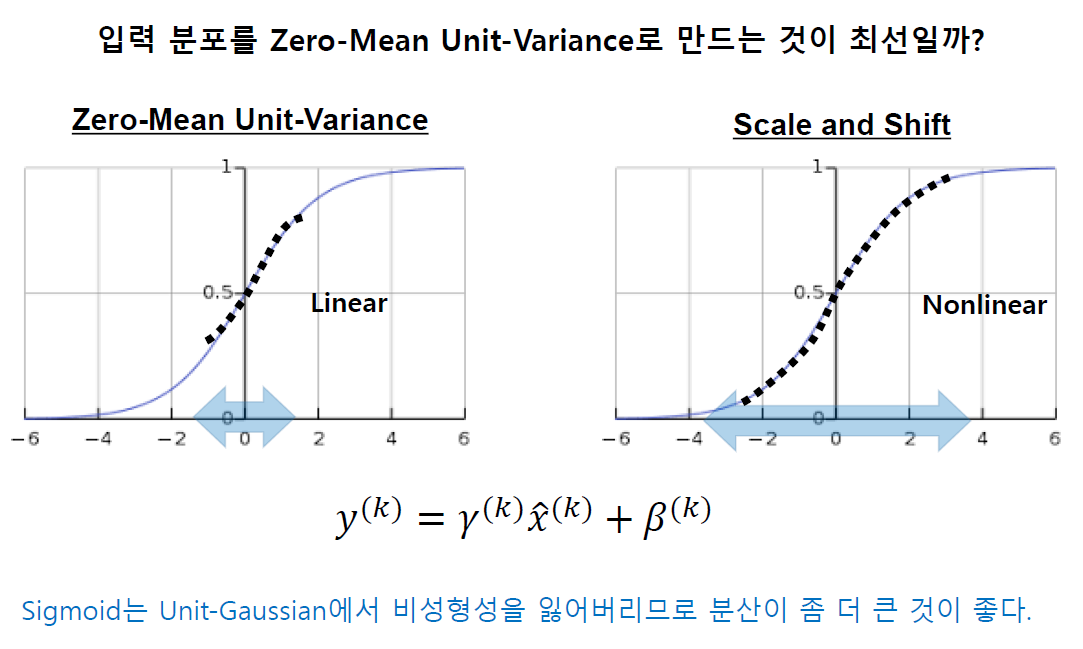 입력 분포를 Zero-Mean Unit-Variance로 만드는 것이 최선일까?
Zero-Mean Unit-Variance
Scale and Shift
1
0.5
Linear
0
−6 −4 −2 0 2 4 6
1
0.5
Nonlinear
0
−6 −4 −2 0 2 4 6
y^(k) = γ^(k) x̂^(k) + β^(k)
Sigmoid는 Unit-Gaussian에서 비성형성을 잃어버리므로 분산이 좀 더 큰 것이 좋다.